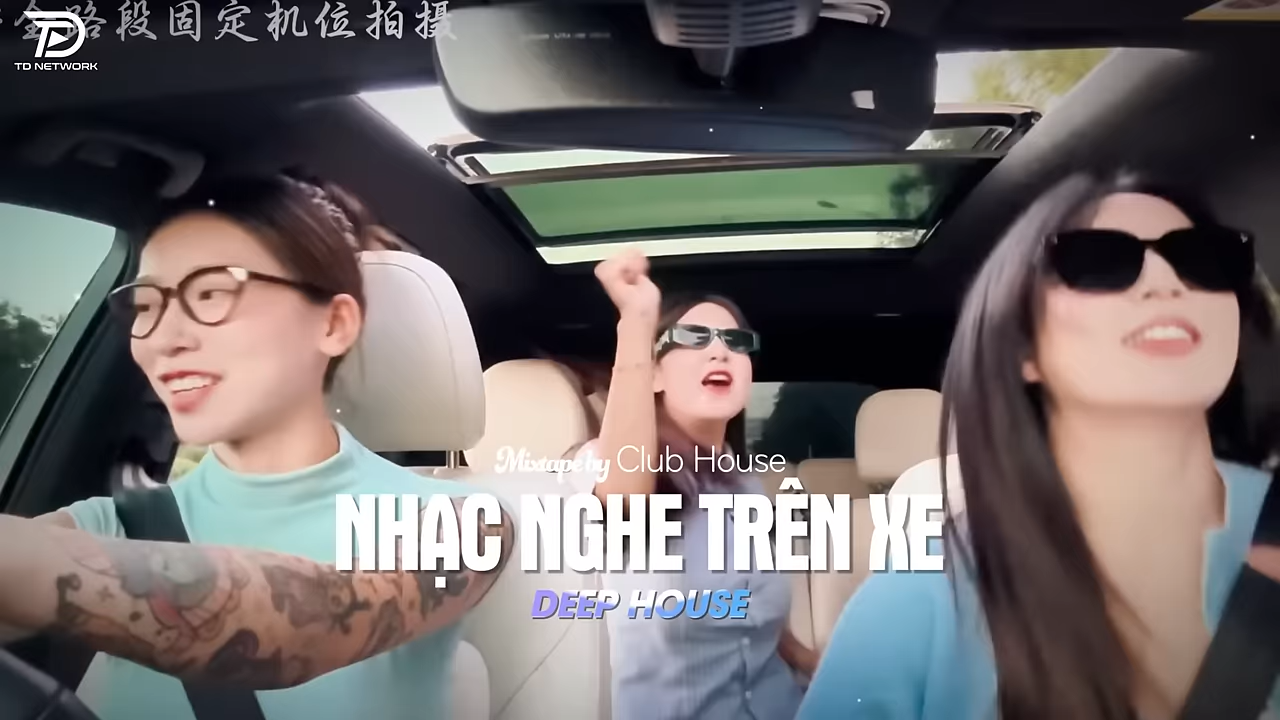 全路段固定机位拍摄
TD NETWORK
Mixtape by Club House
NHẠC NGHE TRÊN XE
DEEP HOUSE